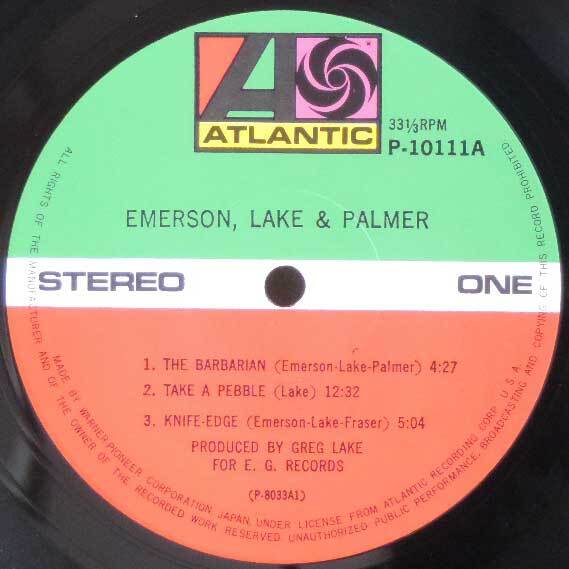 ATLANTIC
33⅓RPM
P-10111A
EMERSON, LAKE & PALMER
STEREO
ONE
1. THE BARBARIAN (Emerson-Lake-Palmer) 4:27
2. TAKE A PEBBLE (Lake) 12:32
3. KNIFE-EDGE (Emerson-Lake-Fraser) 5:04
PRODUCED BY GREG LAKE
FOR E. G. RECORDS
(P-8033A1)
MADE BY WARNER-PIONEER CORPORATION JAPAN, UNDER LICENSE FROM ATLANTIC RECORDING CORP. U.S.A.
ALL RIGHTS OF THE MANUFACTURER AND OF THE OWNER OF THE RECORDED WORK RESERVED. UNAUTHORIZED PUBLIC PERFORMANCE, BROADCASTING AND COPYING OF THIS RECORD PROHIBITED